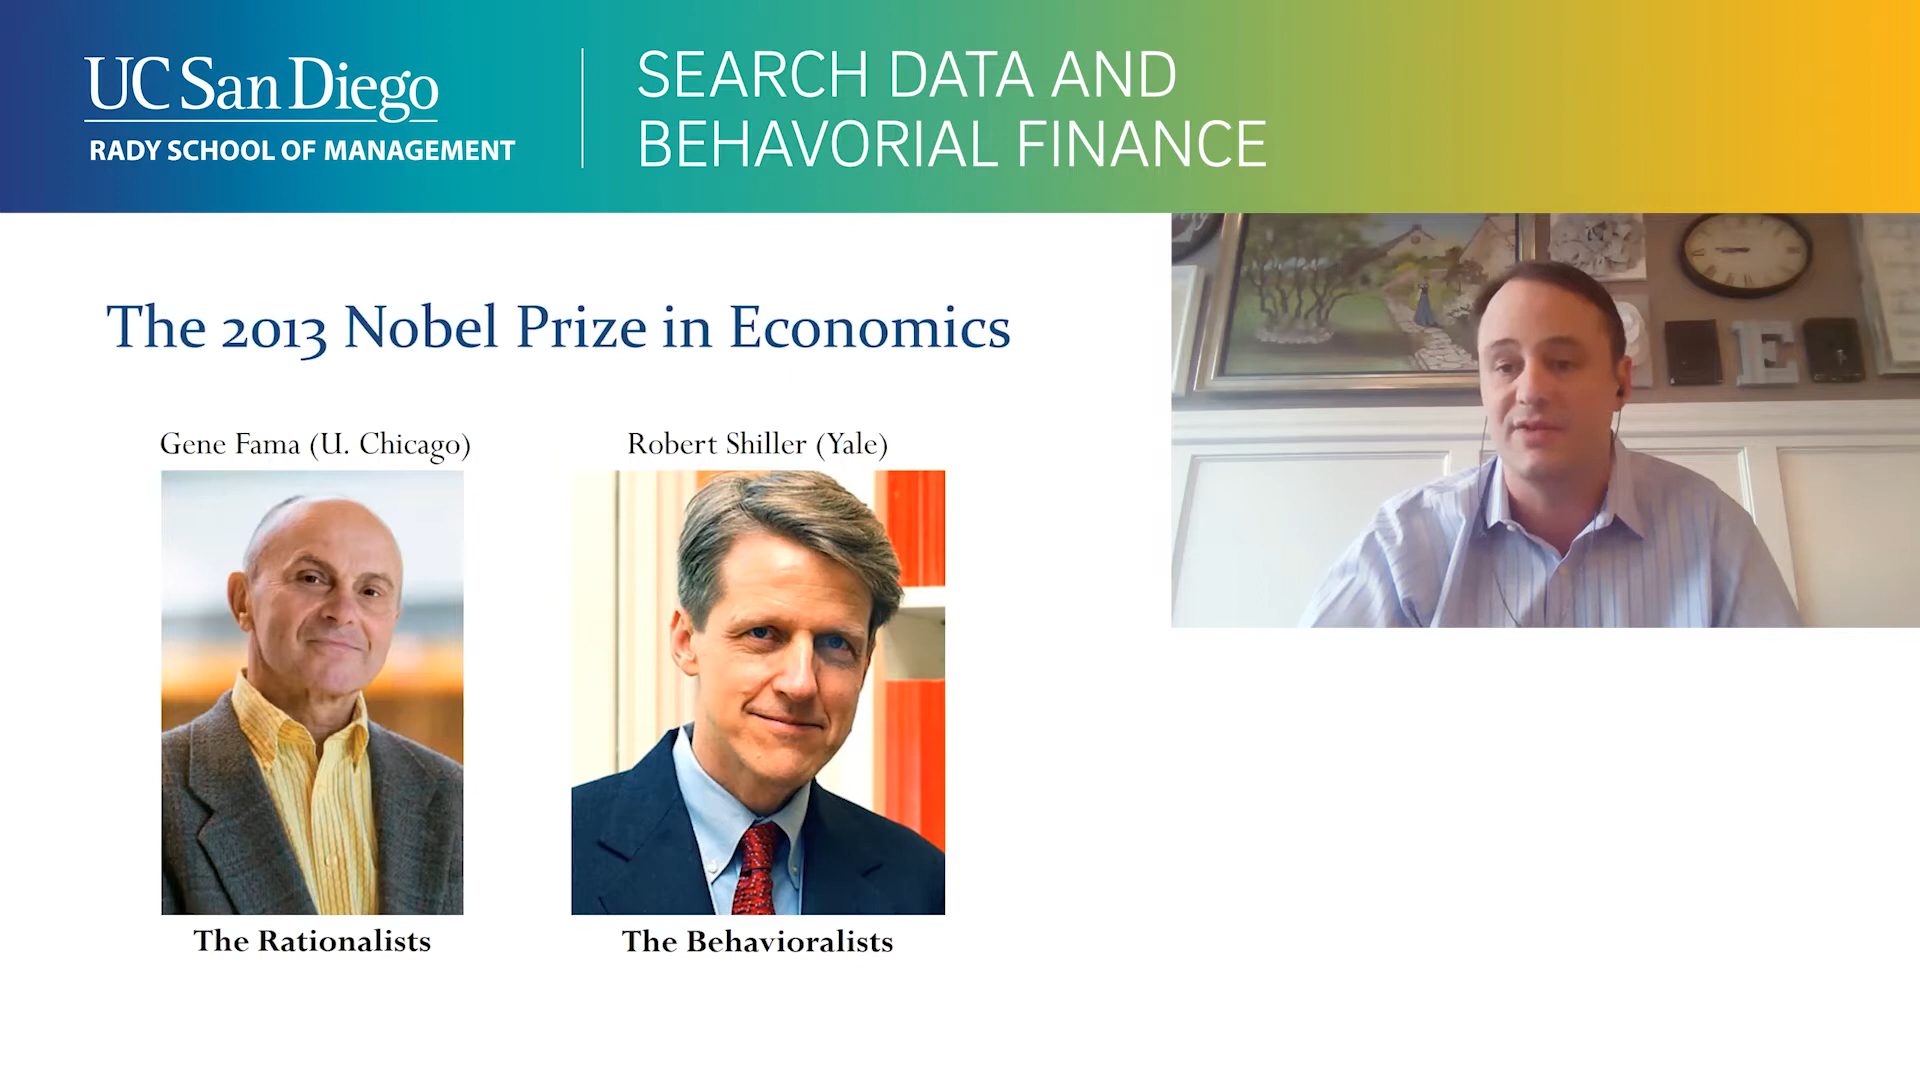 UC San Diego
RADY SCHOOL OF MANAGEMENT
SEARCH DATA AND
BEHAVORIAL FINANCE
The 2013 Nobel Prize in Economics
Gene Fama (U. Chicago)
Robert Shiller (Yale)
The Rationalists
The Behavioralists
E